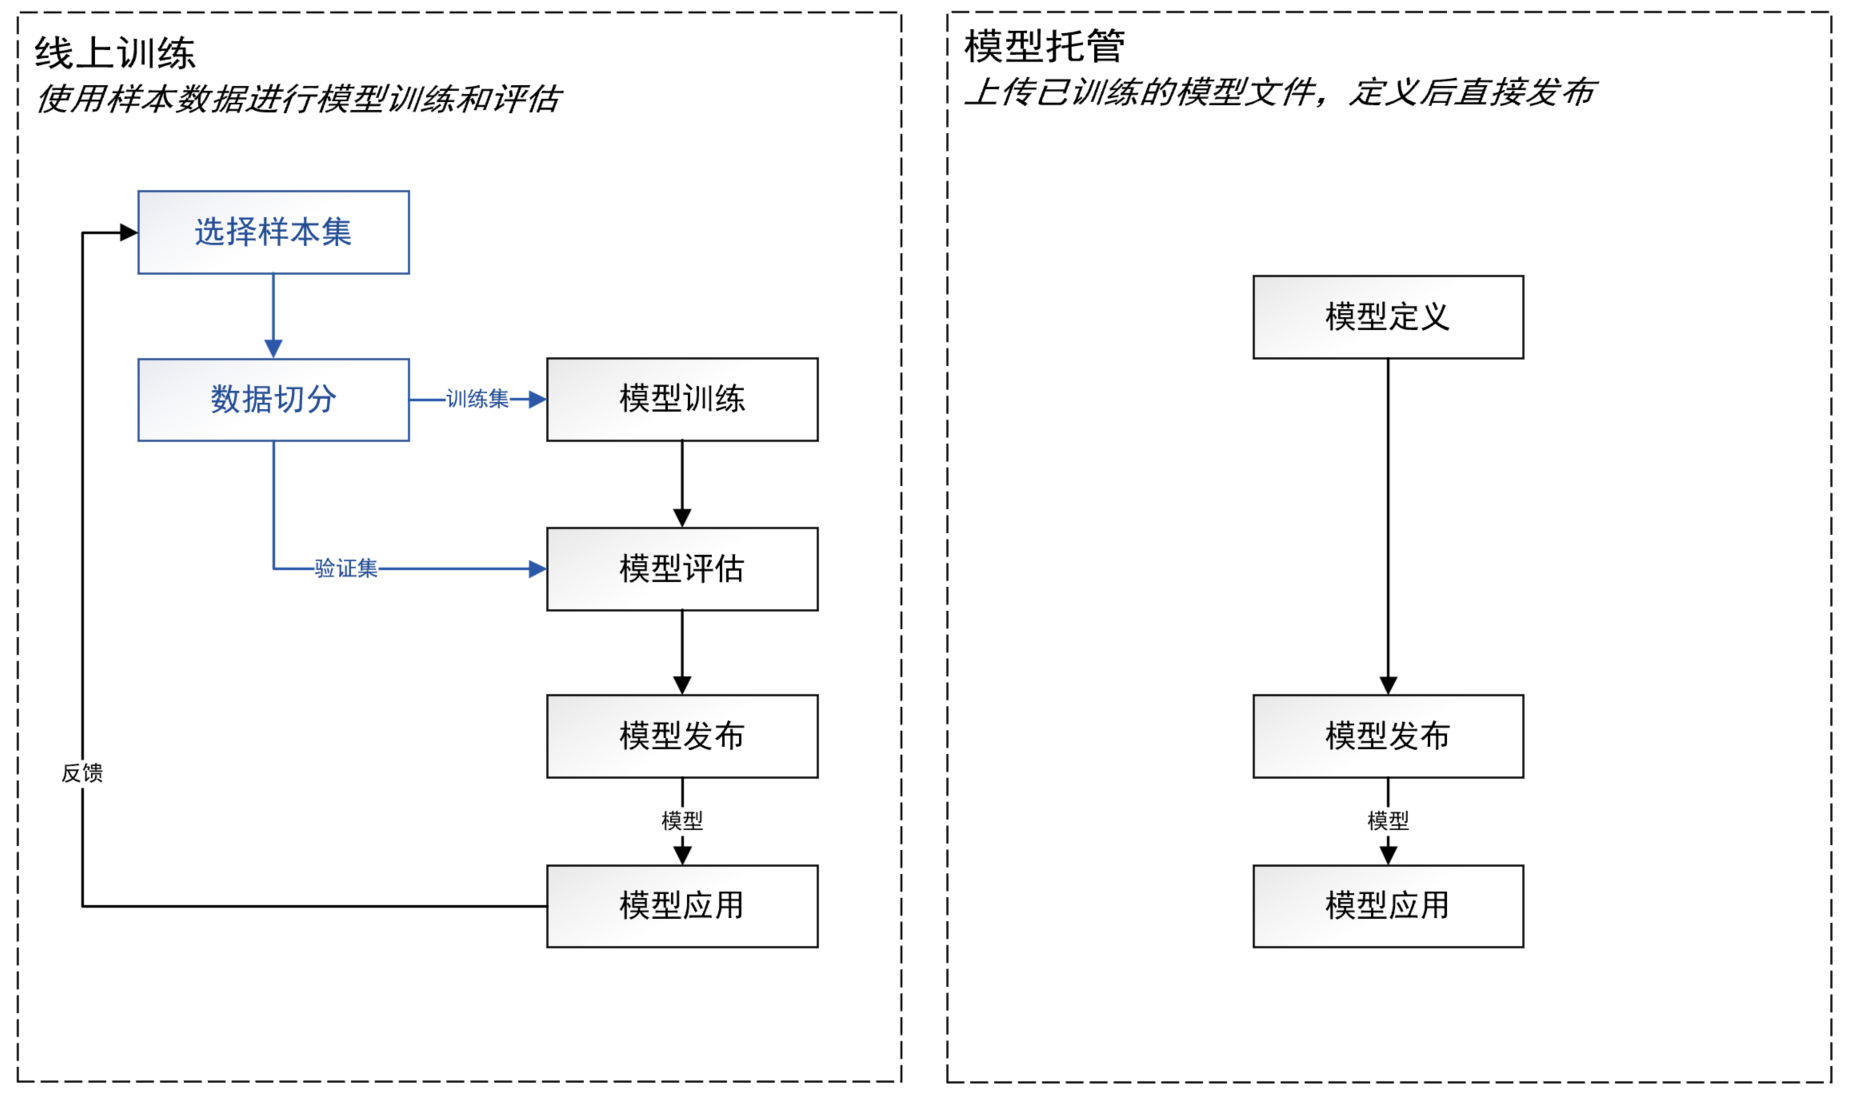 线上训练
使用样本数据进行模型训练和评估
选择样本集
数据切分
训练集
模型训练
验证集
模型评估
模型发布
反馈
模型
模型应用
模型托管
上传已训练的模型文件，定义后直接发布
模型定义
模型发布
模型
模型应用